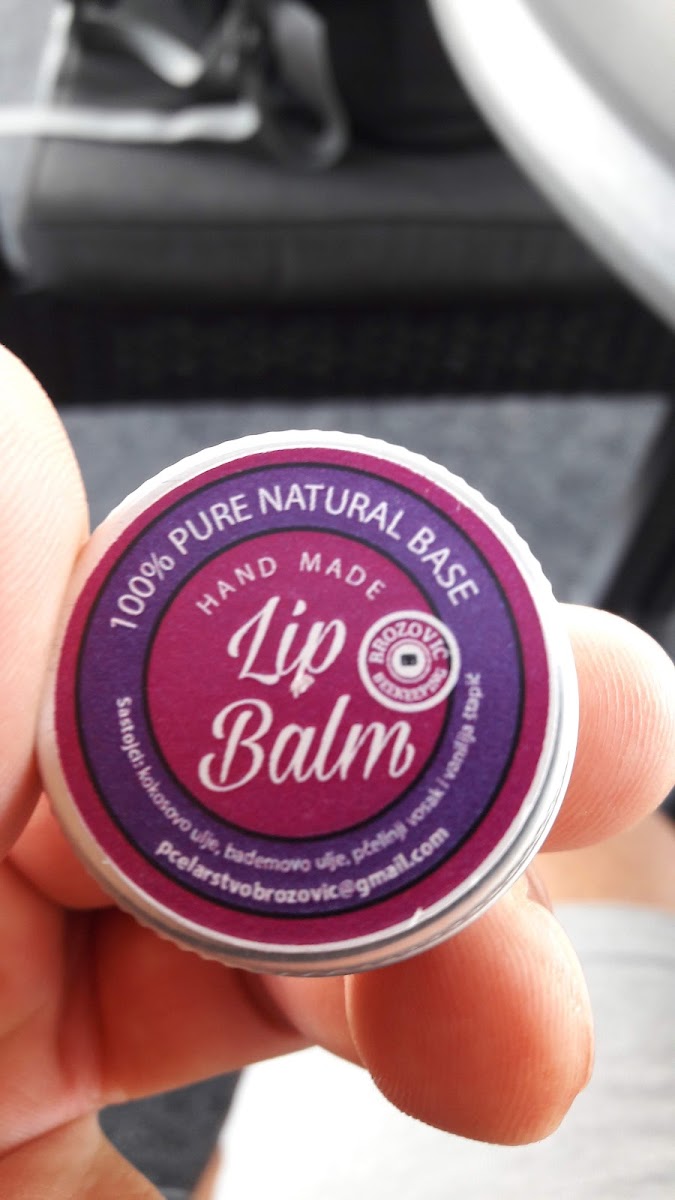 100% PURE NATURAL BASE
HAND MADE
Lip
Balm
BROZOVIC
BEEKEEPING
Sastojci: kokosovo ulje, bademovo ulje, pčelinji vosak i vanilija štapić
pcelarstvobrozovic@gmail.com